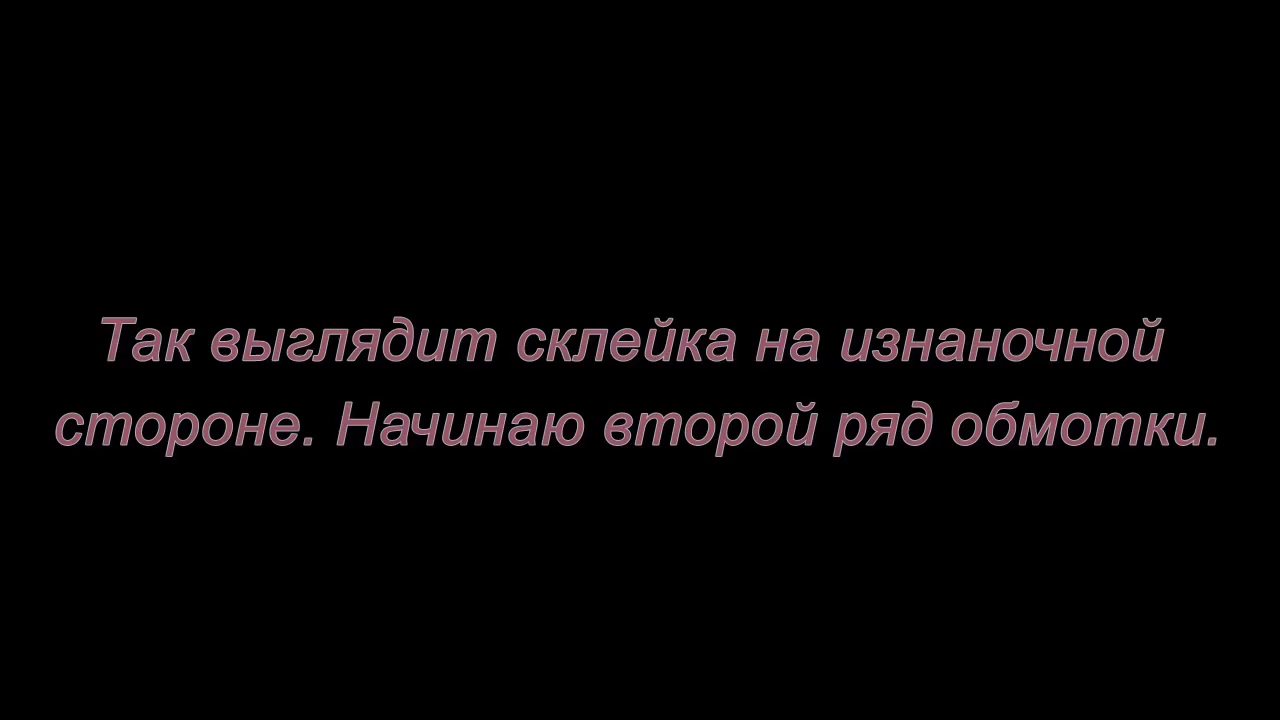 Так выглядит склейка на изнаночной
стороне. Начинаю второй ряд обмотки.